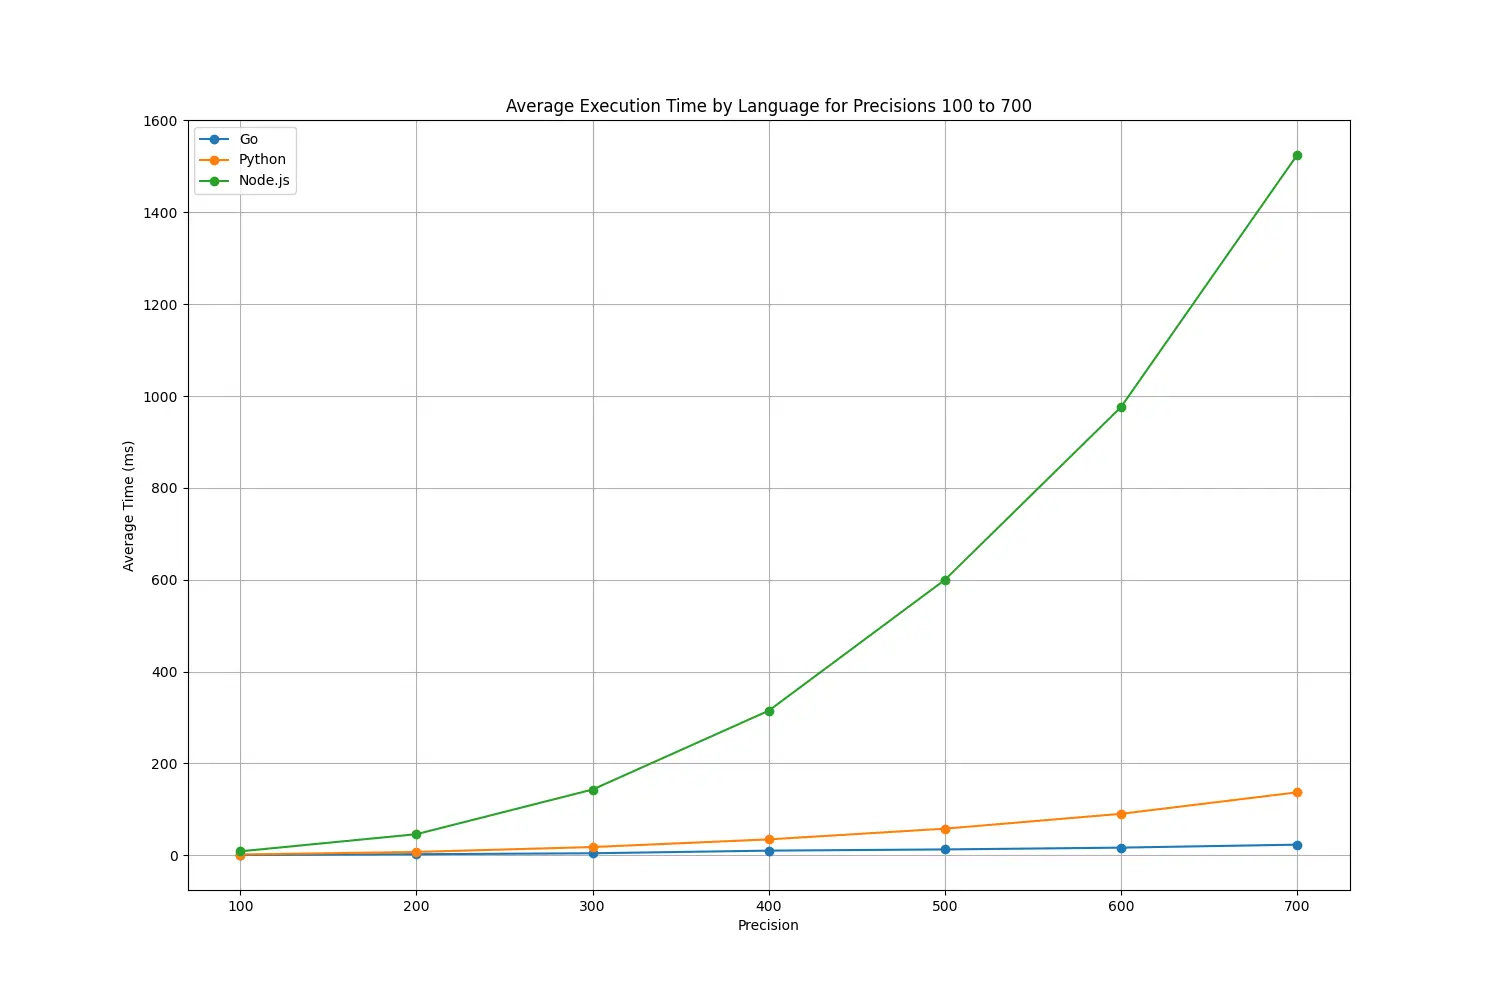 Average Execution Time by Language for Precisions 100 to 700
1600
Go
Python
Node.js
1400
1200
1000
800
600
400
200
0
Average Time (ms)
100 200 300 400 500 600 700
Precision